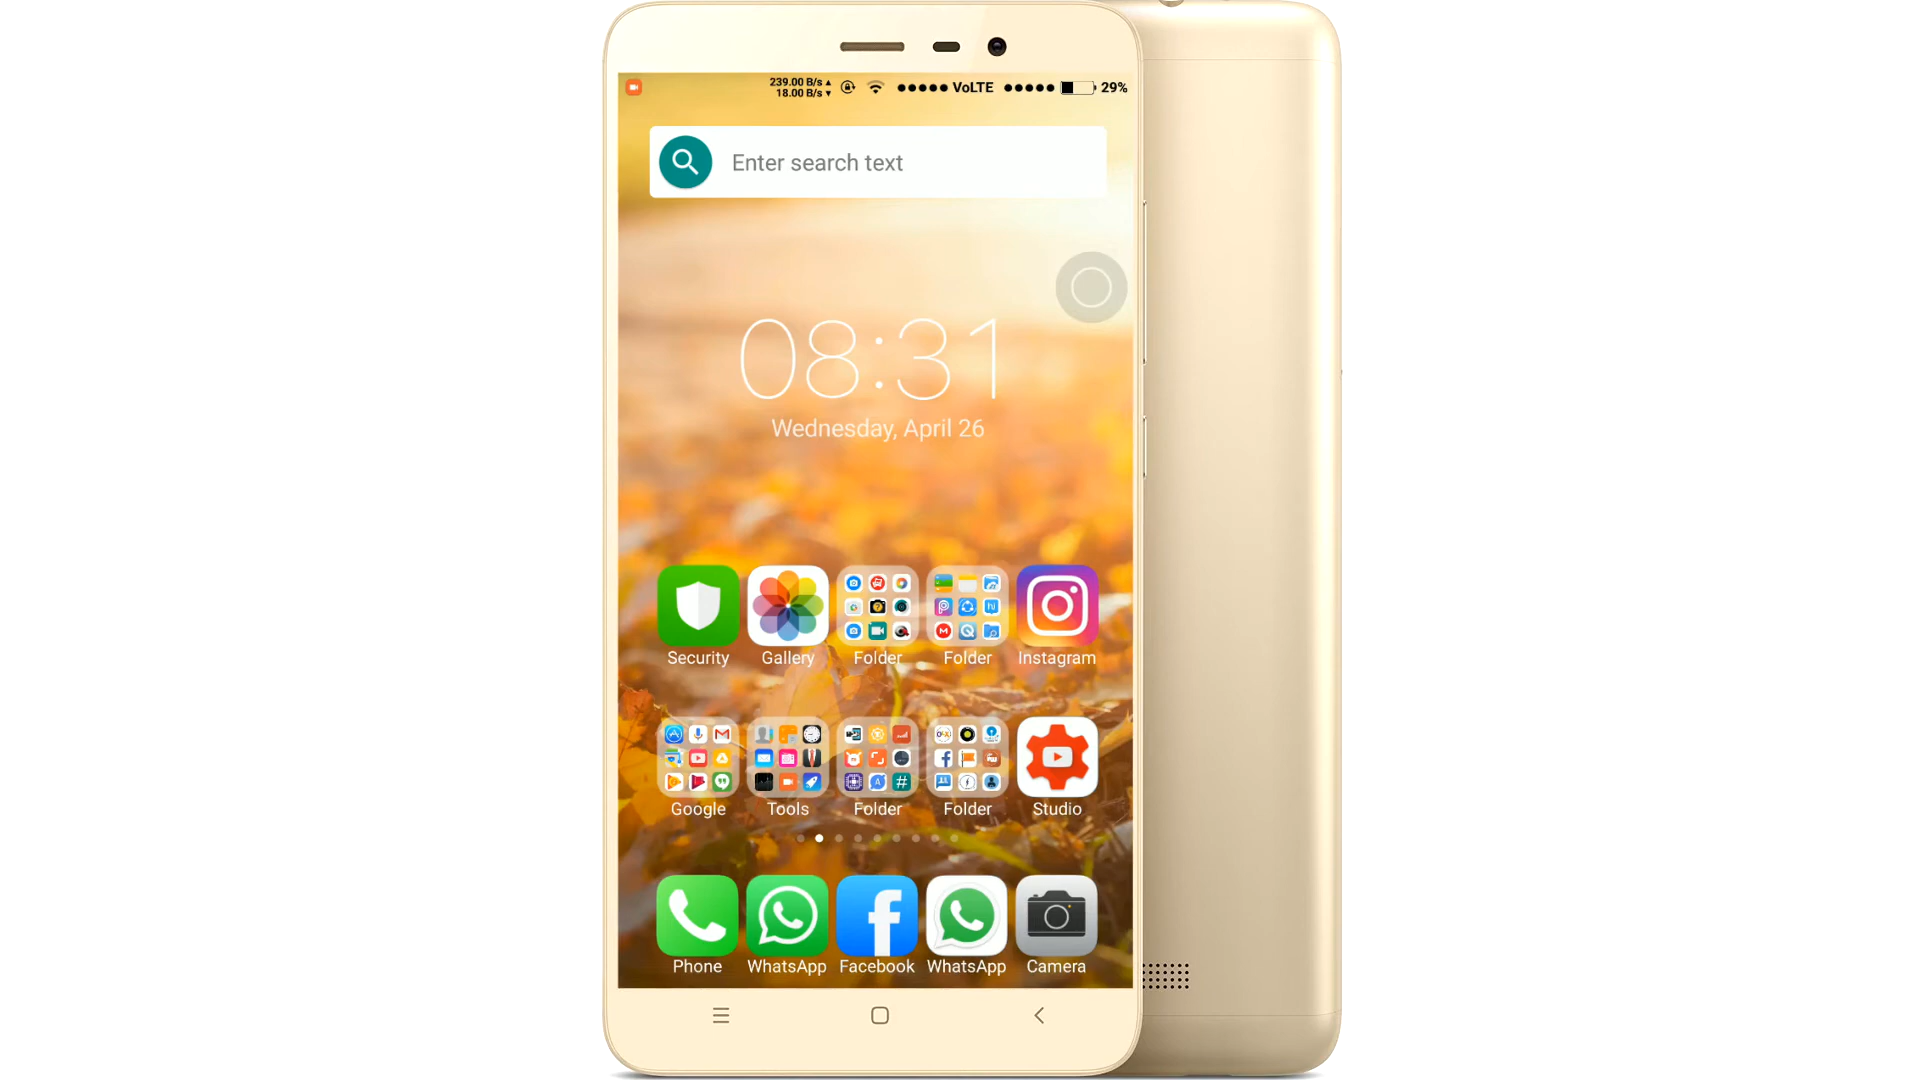 239.00 B/s
18.00 B/s
VoLTE
29%
Enter search text
08:31
Wednesday, April 26
Security Gallery Folder Folder Instagram
Google Tools Folder Folder Studio
Phone WhatsApp Facebook WhatsApp Camera